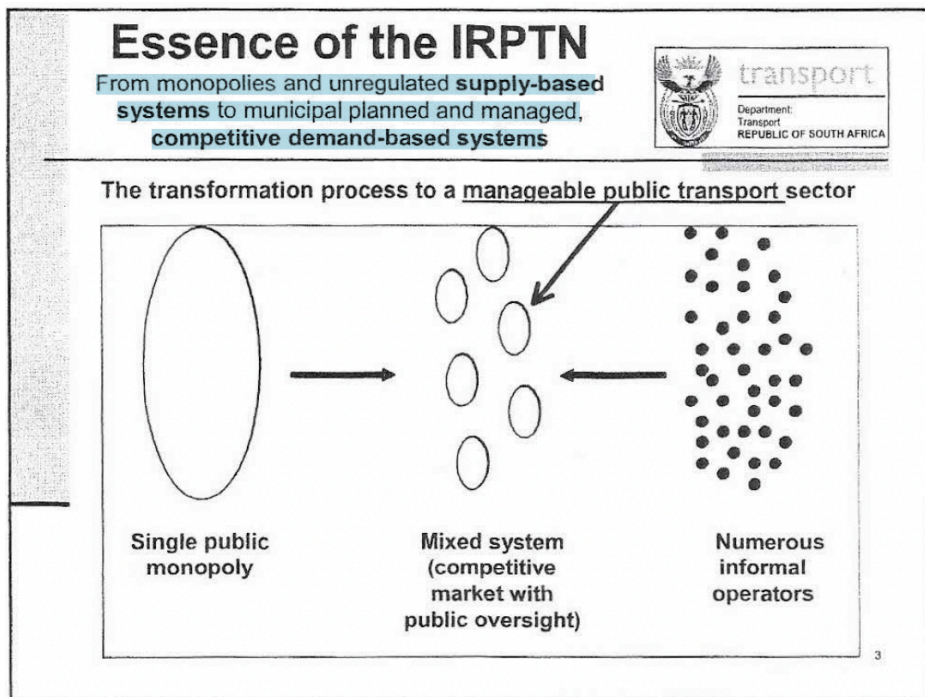 Essence of the IRPTN
From monopolies and unregulated supply-based
systems to municipal planned and managed,
competitive demand-based systems
transport
Department:
Transport
REPUBLIC OF SOUTH AFRICA
The transformation process to a manageable public transport sector
Single public
monopoly
Mixed system
(competitive
market with
public oversight)
Numerous
informal
operators
3